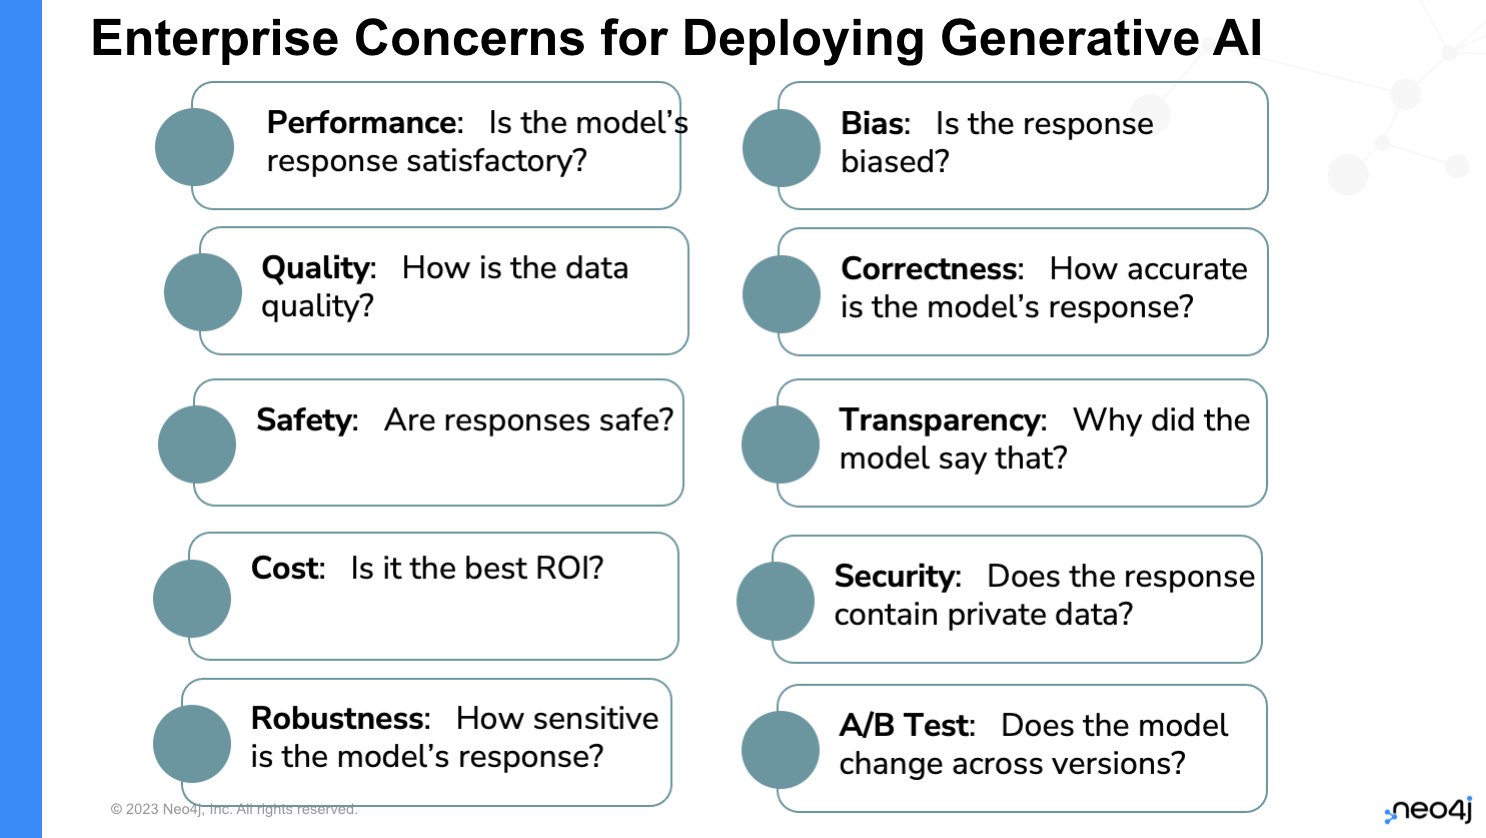 Enterprise Concerns for Deploying Generative AI
Performance: Is the model's
response satisfactory?
Bias: Is the response
biased?
Quality: How is the data
quality?
Correctness: How accurate
is the model's response?
Safety: Are responses safe?
Transparency: Why did the
model say that?
Cost: Is it the best ROI?
Security: Does the response
contain private data?
Robustness: How sensitive
is the model's response?
A/B Test: Does the model
change across versions?
© 2023 Neo4j, Inc. All rights reserved.
neo4j